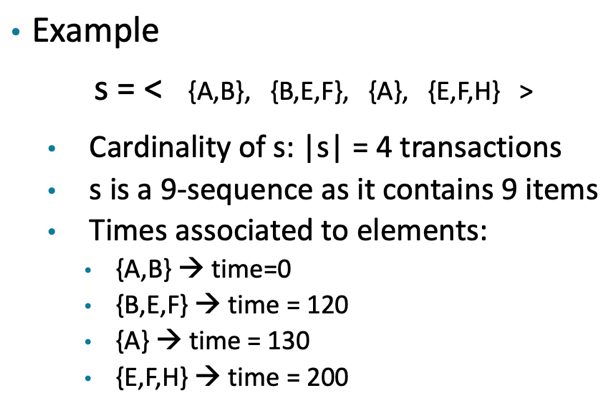 • Example
s = < {A,B}, {B,E,F}, {A}, {E,F,H} >
• Cardinality of s: |s| = 4 transactions
• s is a 9-sequence as it contains 9 items
• Times associated to elements:
• {A,B} → time=0
• {B,E,F} → time = 120
• {A} → time = 130
• {E,F,H} → time = 200